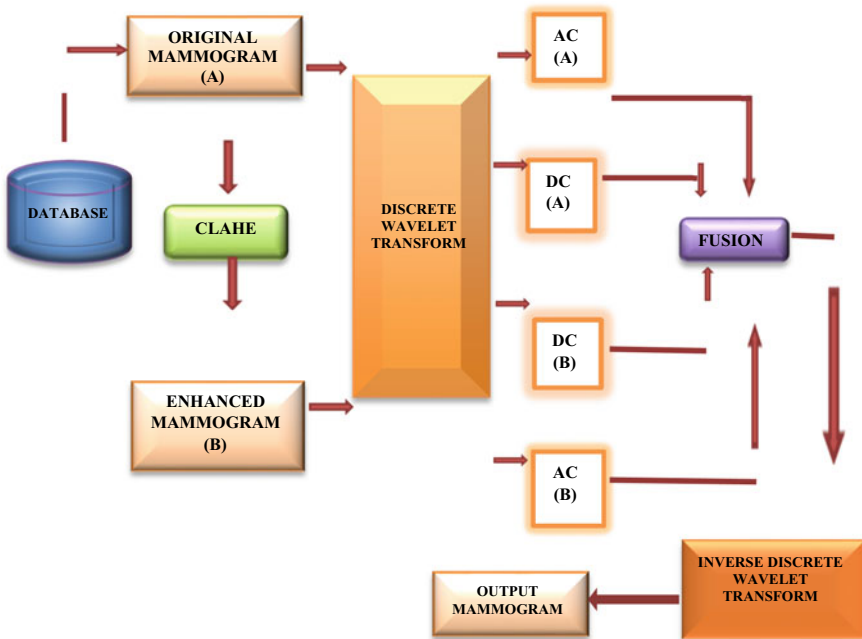 ORIGINAL
MAMMOGRAM
(A)
AC
(A)
DATABASE
CLAHE
DISCRETE
WAVELET
TRANSFORM
DC
(A)
FUSION
DC
(B)
ENHANCED
MAMMOGRAM
(B)
AC
(B)
INVERSE DISCRETE
WAVELET
TRANSFORM
OUTPUT
MAMMOGRAM